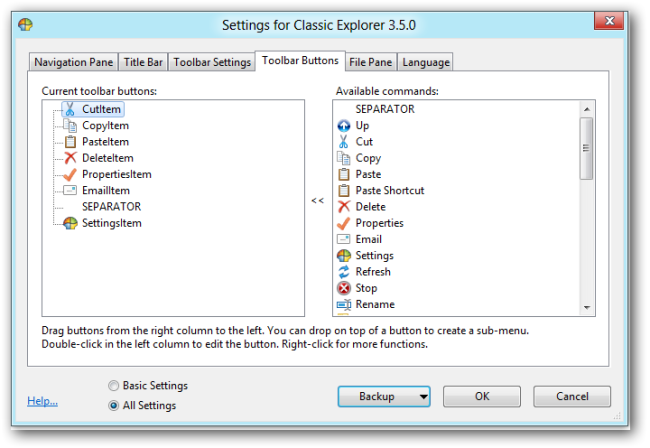 Settings for Classic Explorer 3.5.0
Navigation Pane Title Bar Toolbar Settings Toolbar Buttons File Pane Language
Current toolbar buttons:
CutItem
CopyItem
PasteItem
DeleteItem
PropertiesItem
EmailItem
SEPARATOR
SettingsItem
<<
Available commands:
SEPARATOR
Up
Cut
Copy
Paste
Paste Shortcut
Delete
Properties
Email
Settings
Refresh
Stop
Rename
Drag buttons from the right column to the left. You can drop on top of a button to create a sub-menu.
Double-click in the left column to edit the button. Right-click for more functions.
Help...
Basic Settings
All Settings
Backup
OK
Cancel